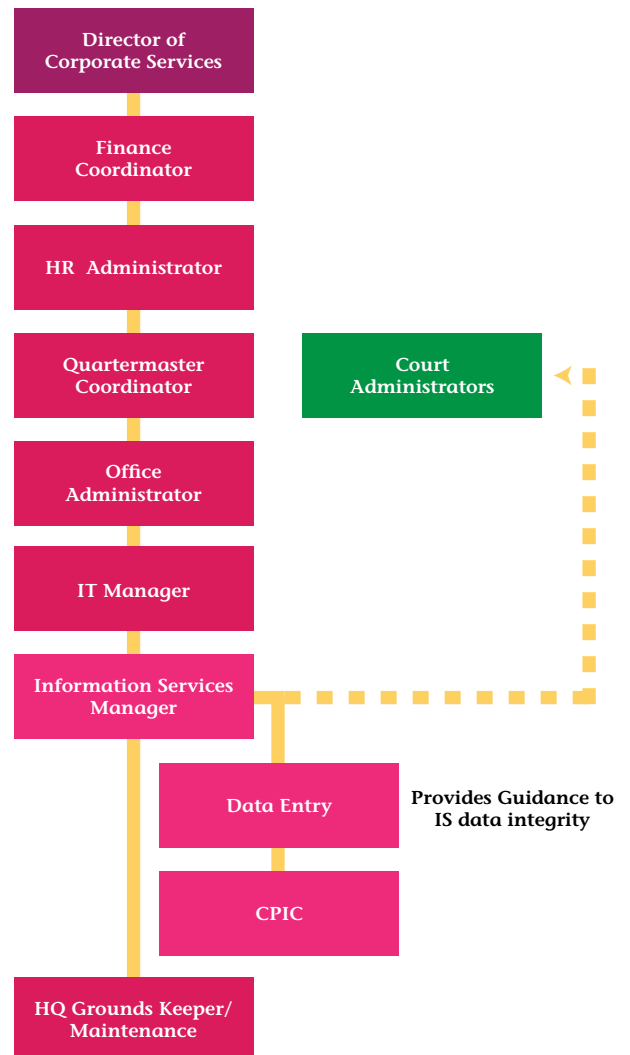 Director of
Corporate Services
Finance
Coordinator
HR Administrator
Quartermaster
Coordinator
Court
Administrators
Office
Administrator
IT Manager
Information Services
Manager
Data Entry
Provides Guidance to
IS data integrity
CPIC
HQ Grounds Keeper/
Maintenance